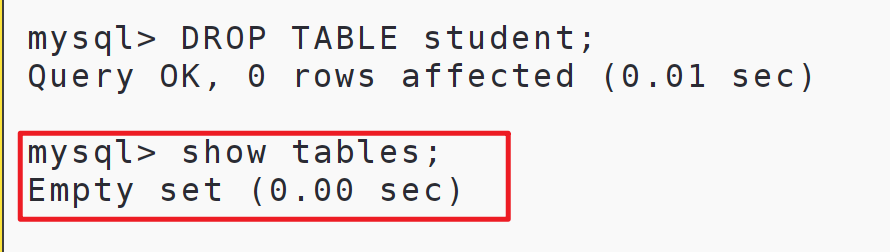 mysql> DROP TABLE student;
Query OK, 0 rows affected (0.01 sec)
mysql> show tables;
Empty set (0.00 sec)